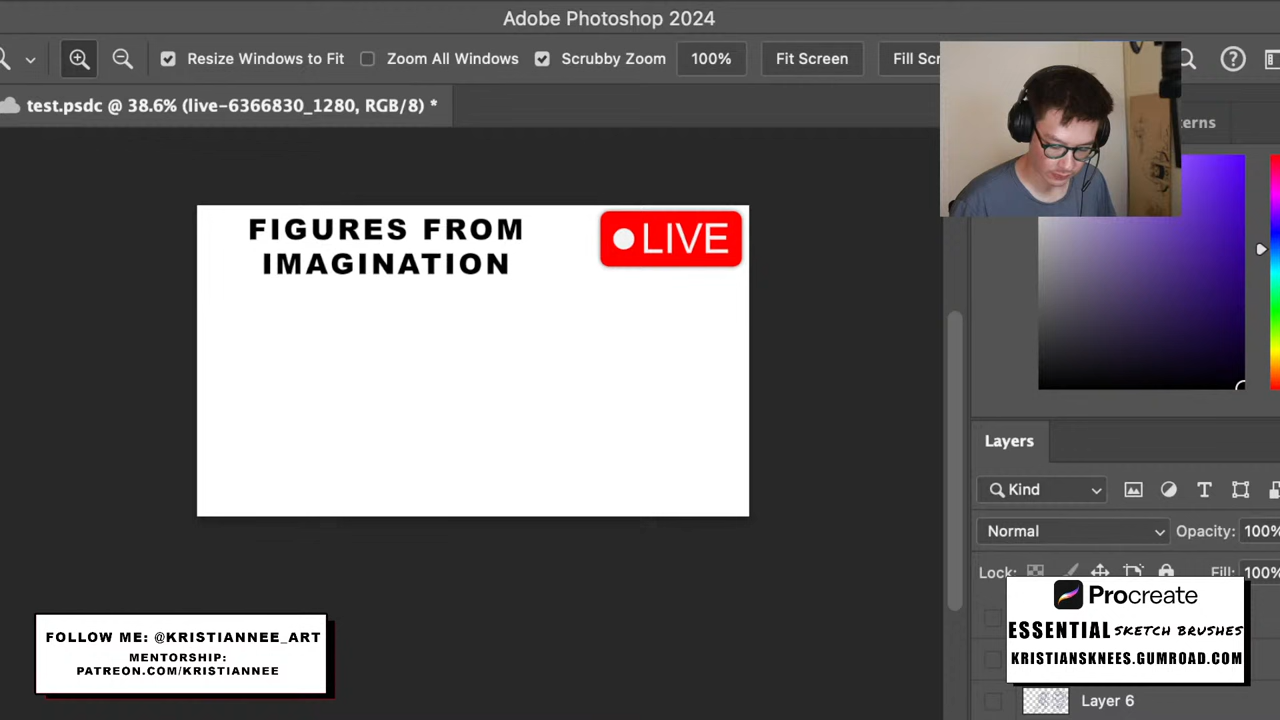 Adobe Photoshop 2024
Resize Windows to Fit
Zoom All Windows
Scrubby Zoom
100%
Fit Screen
Fill Scr
test.psdc @ 38.6% (live-6366830_1280, RGB/8) *
terns
FIGURES FROM
IMAGINATION
LIVE
Layers
Kind
Normal
Opacity: 100%
Lock:
Fill: 100%
Layer 6
FOLLOW ME: @KRISTIANNEE_ART
MENTORSHIP:
PATREON.COM/KRISTIANNEE
Procreate
ESSENTIAL SKETCH BRUSHES
KRISTIANSKNEES.GUMROAD.COM